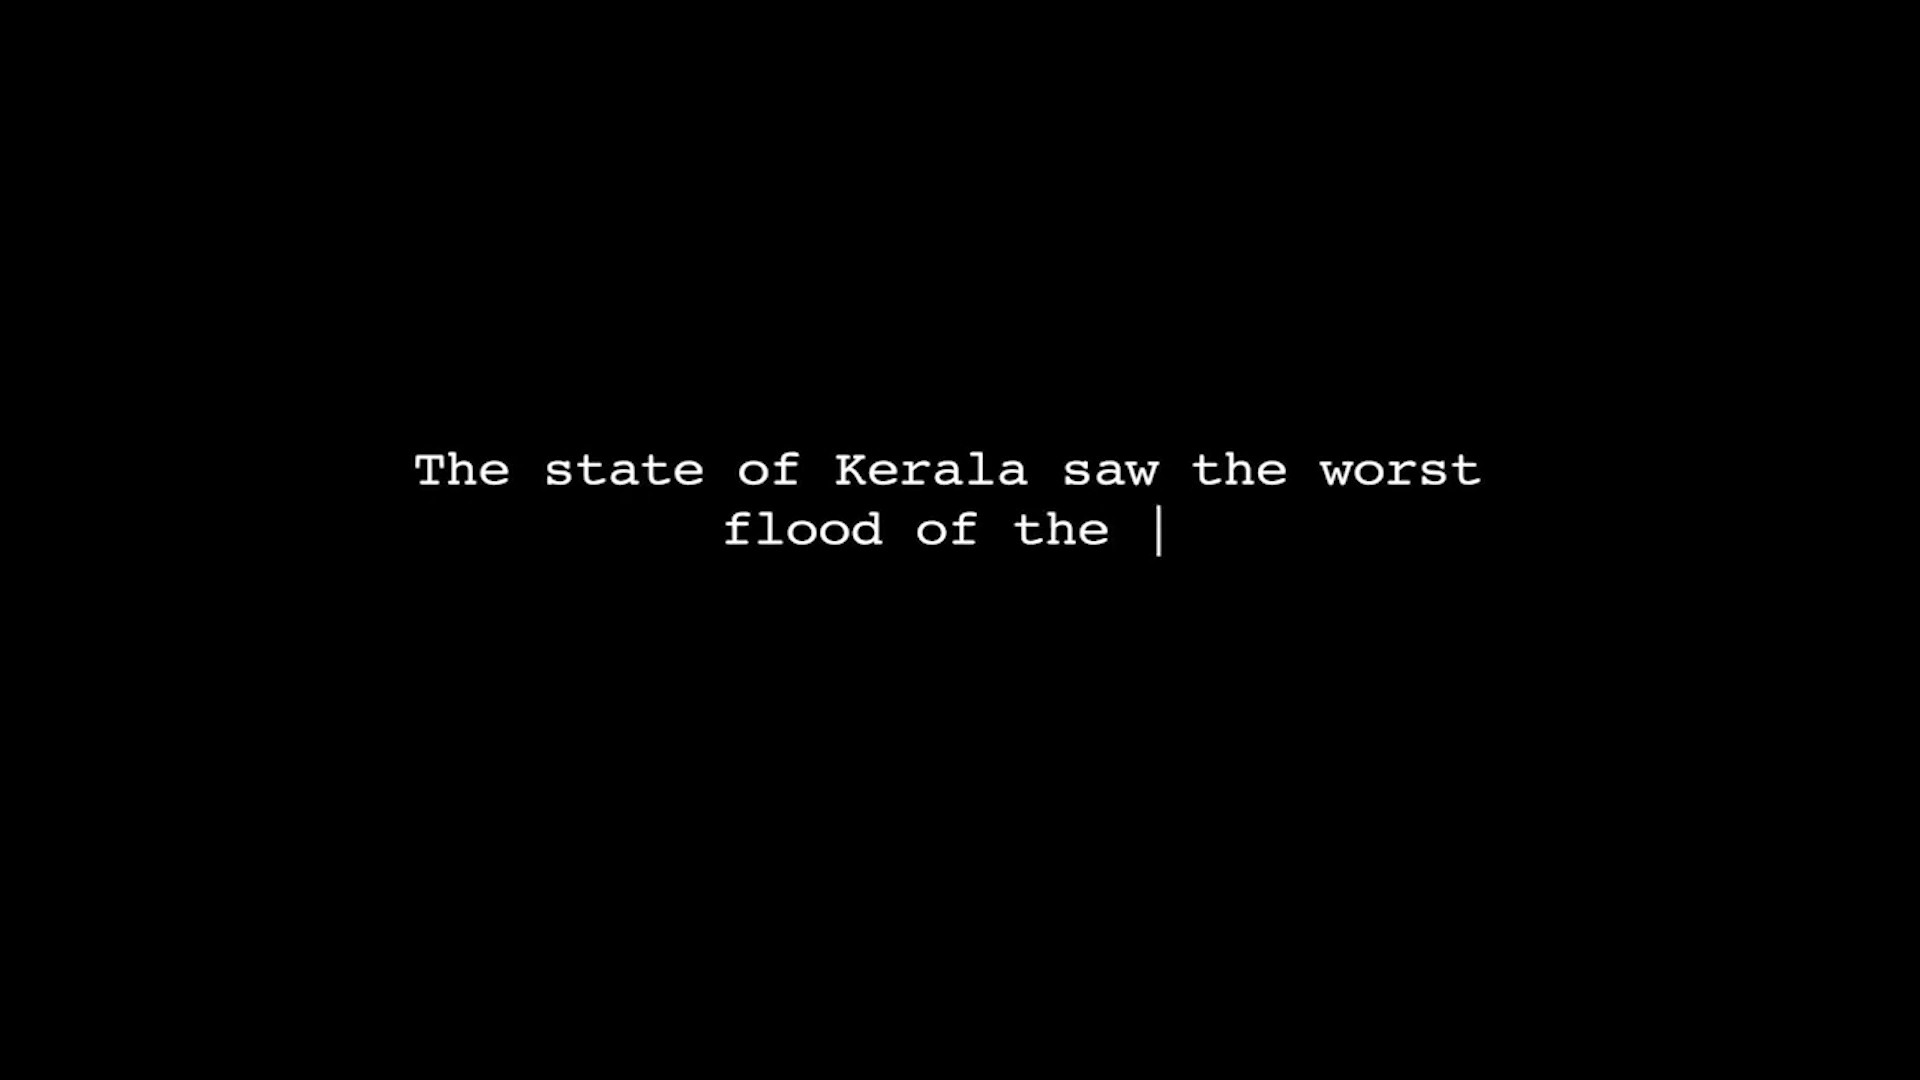 The state of Kerala saw the worst
flood of the |